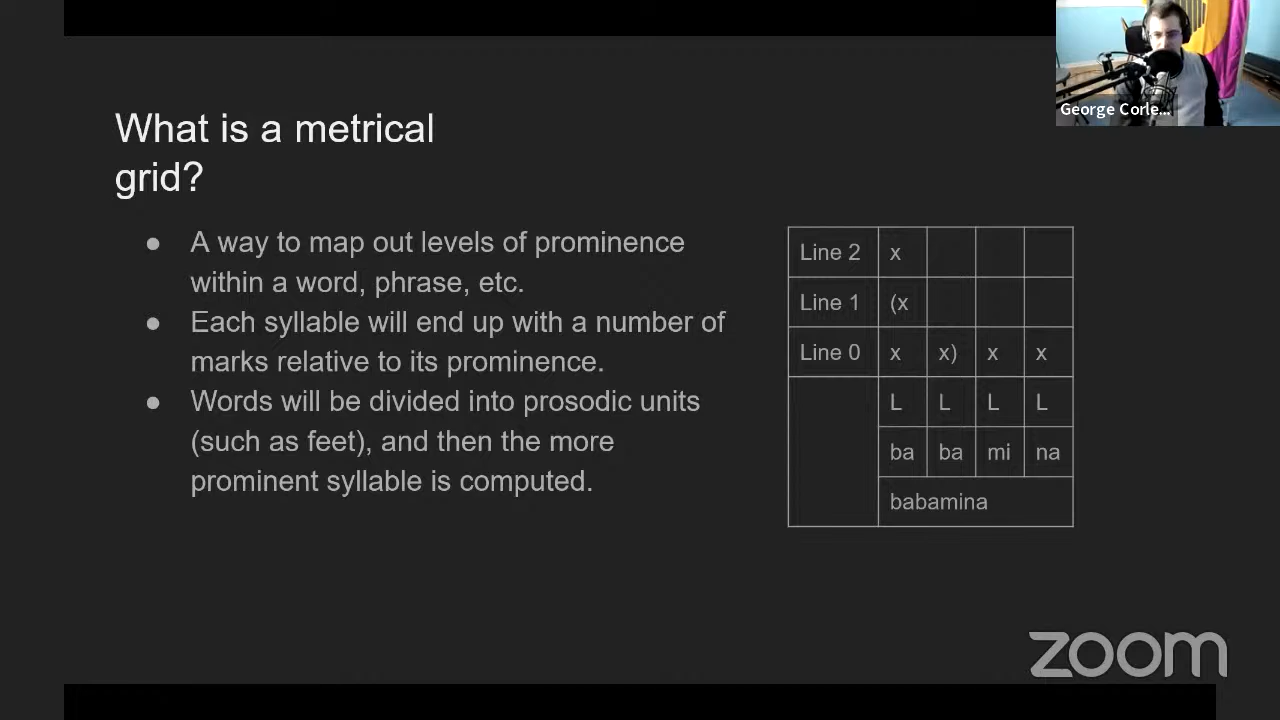 George Corle...
What is a metrical
grid?
● A way to map out levels of prominence
within a word, phrase, etc.
● Each syllable will end up with a number of
marks relative to its prominence.
● Words will be divided into prosodic units
(such as feet), and then the more
prominent syllable is computed.
Line 2 x
Line 1 (x
Line 0 x x) x x
L L L L
ba ba mi na
babamina
zoom